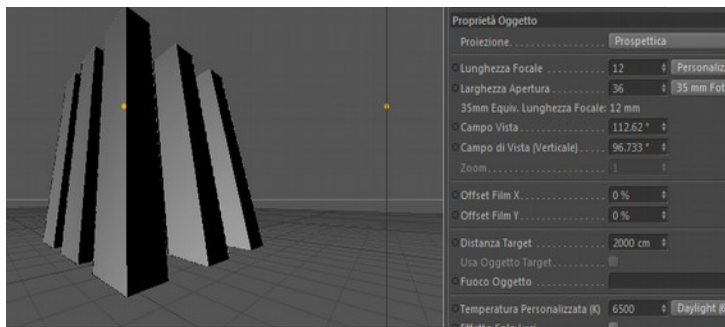 Proprietà Oggetto
Proiezione. . . . . . . . . . . . . . . . . Prospettica
Lunghezza Focale . . . . . . . . . 12
Larghezza Apertura . . . . . . . . 36 35 mm
35mm Equiv. Lunghezza Focale: 12 mm
Campo Vista . . . . . . . . . . . . . . 112.62 °
Campo di Vista (Verticale) . . . . . 96.733 °
Zoom. . . . . . . . . . . . . . . . . . . . 1
Offset Film X. . . . . . . . . . . . . . 0 %
Offset Film Y. . . . . . . . . . . . . . 0 %
Distanza Target . . . . . . . . . . . 2000 cm
Usa Oggetto Target. . . . . . . . . .
Fuoco Oggetto . . . . . . . . . . . .
Temperatura Personalizzata (K) 6500 Daylight